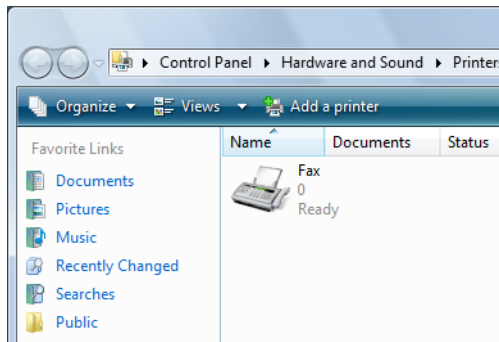 Control Panel Hardware and Sound Printers
Organize Views Add a printer
Favorite Links
Documents
Pictures
Music
Recently Changed
Searches
Public
Name Documents Status
Fax
0
Ready